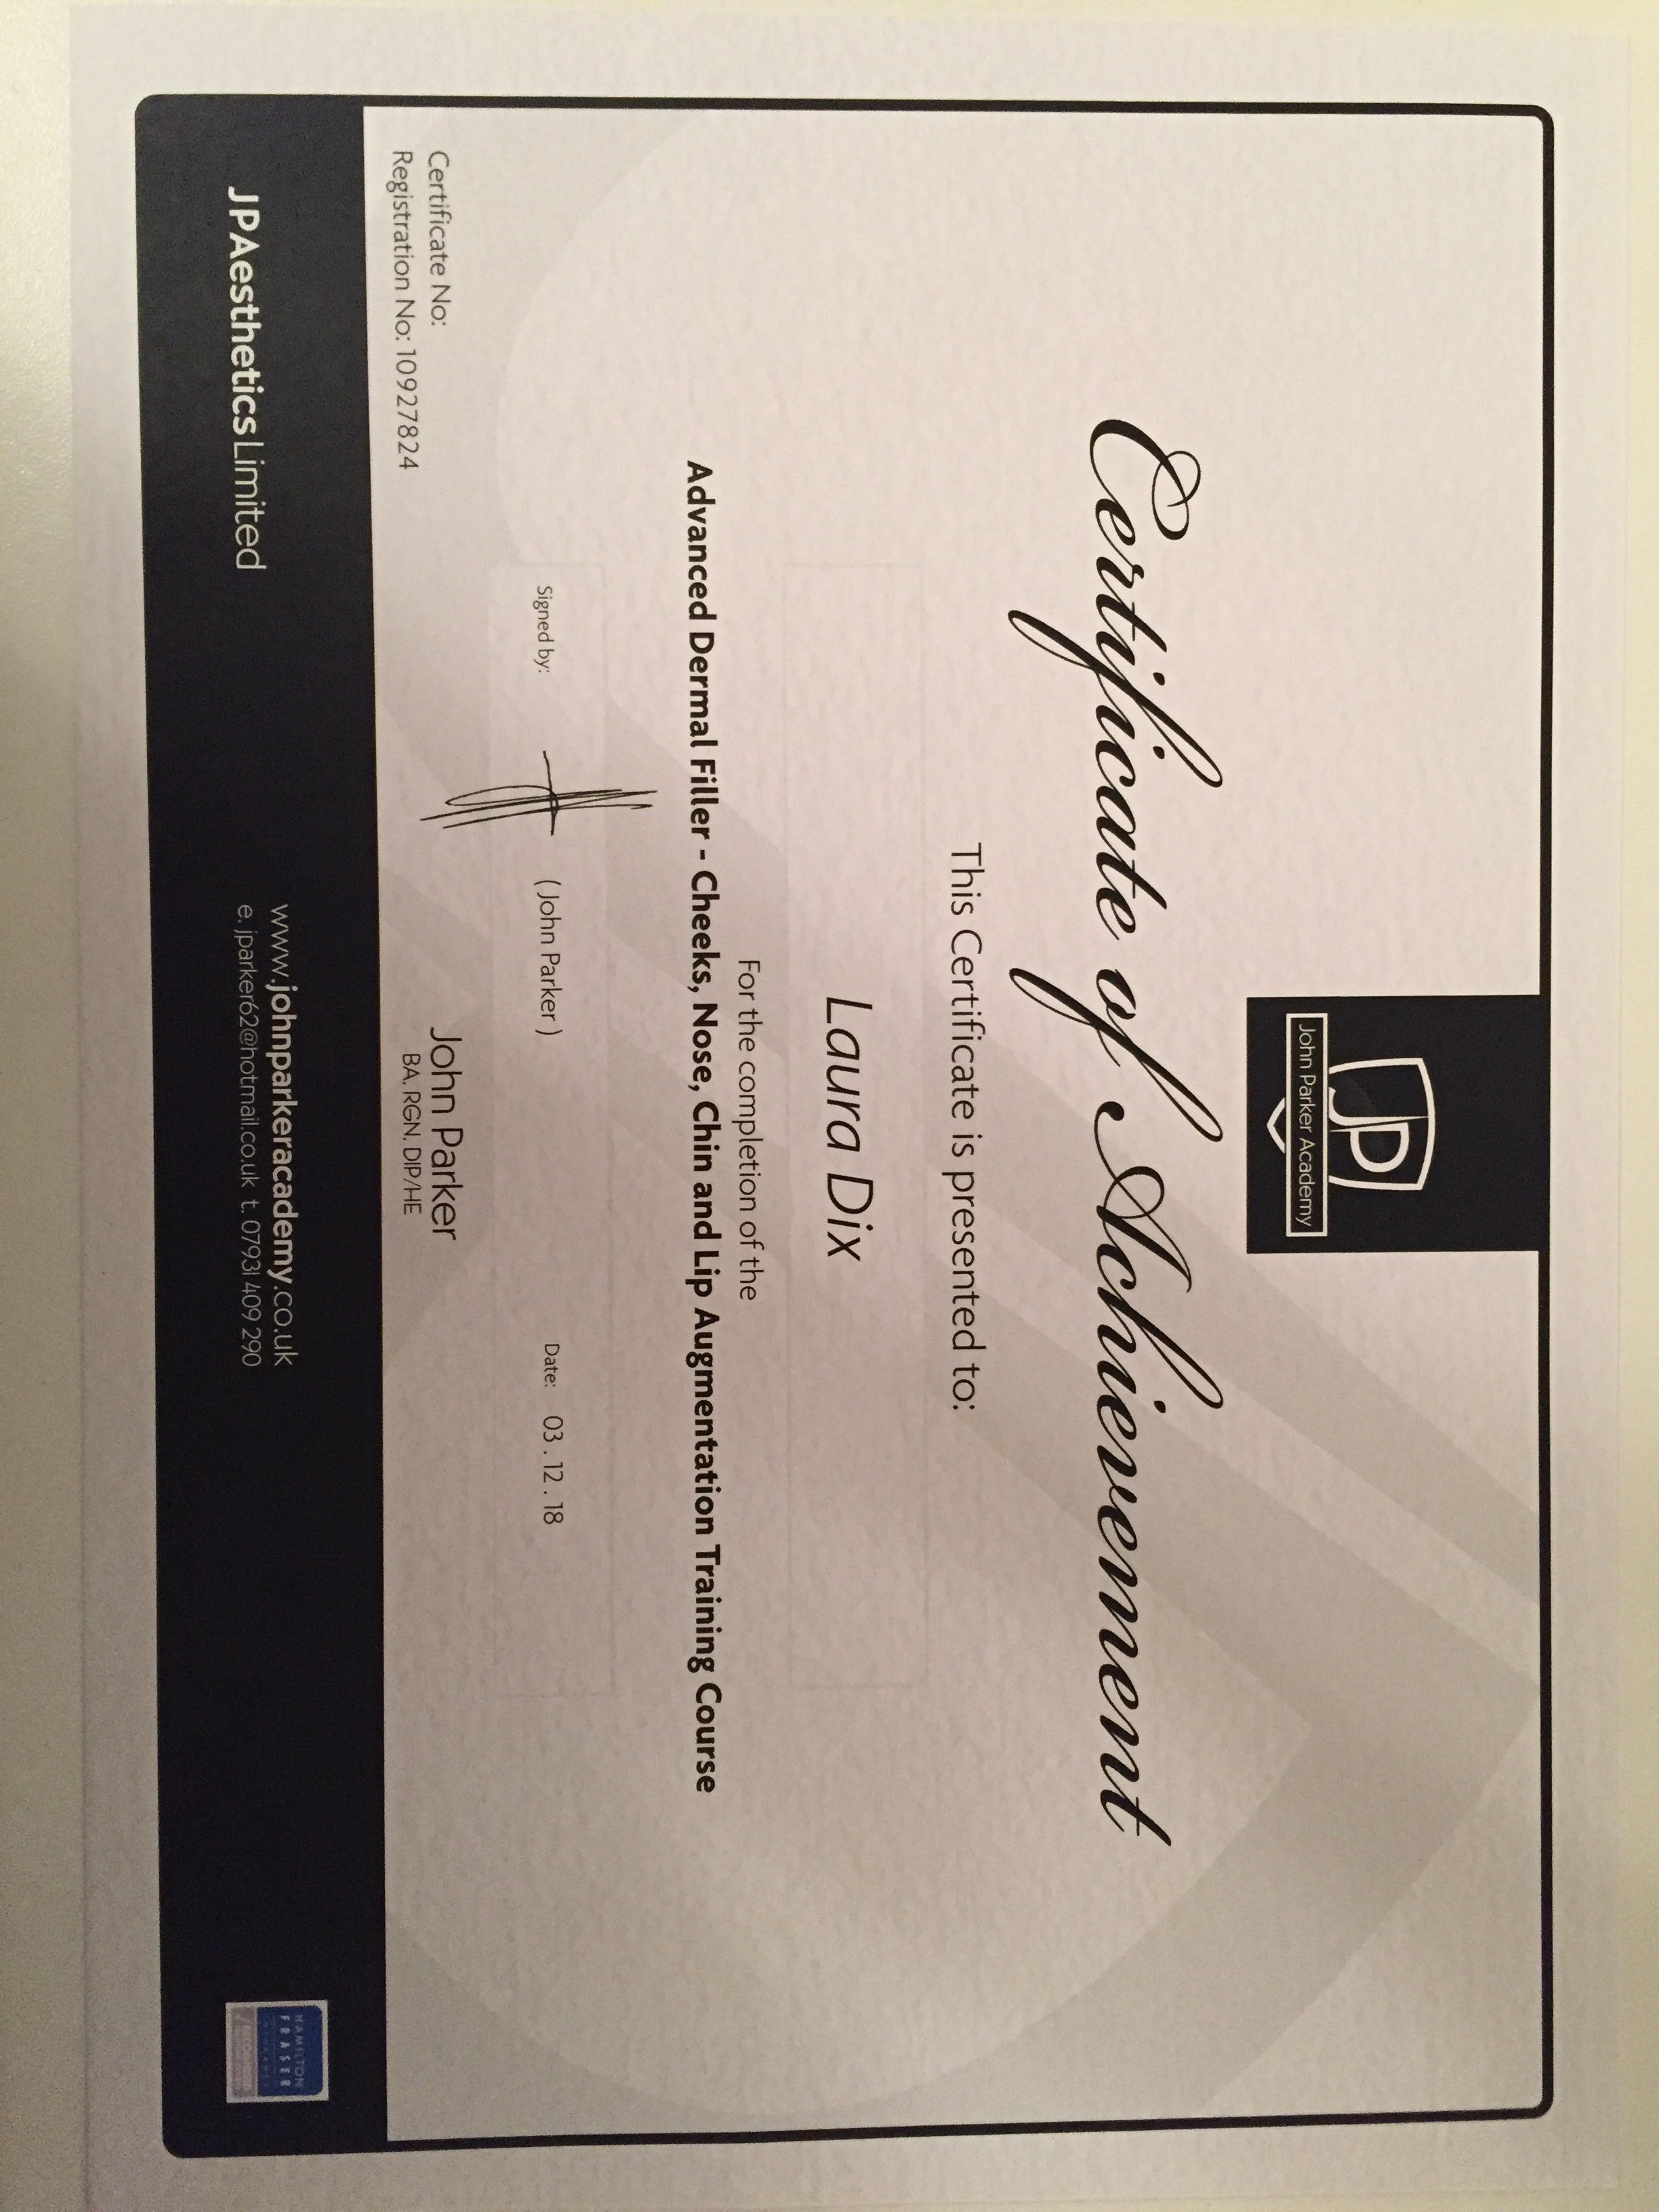 JP
John Parker Academy
Certificate of Achievement
This Certificate is presented to:
Laura Dix
For the completion of the
Advanced Dermal Filler - Cheeks, Nose, Chin and Lip Augmentation Training Course
Signed by: ( John Parker ) Date: 03 . 12 . 18
Certificate No:
Registration No: 10927824
John Parker
BA, RGN, DIP/HE
JPAesthetics Limited
www.johnparkeracademy.co.uk
e. jparker62@hotmail.co.uk t. 07931 409 290
HAMILTON
FRASER